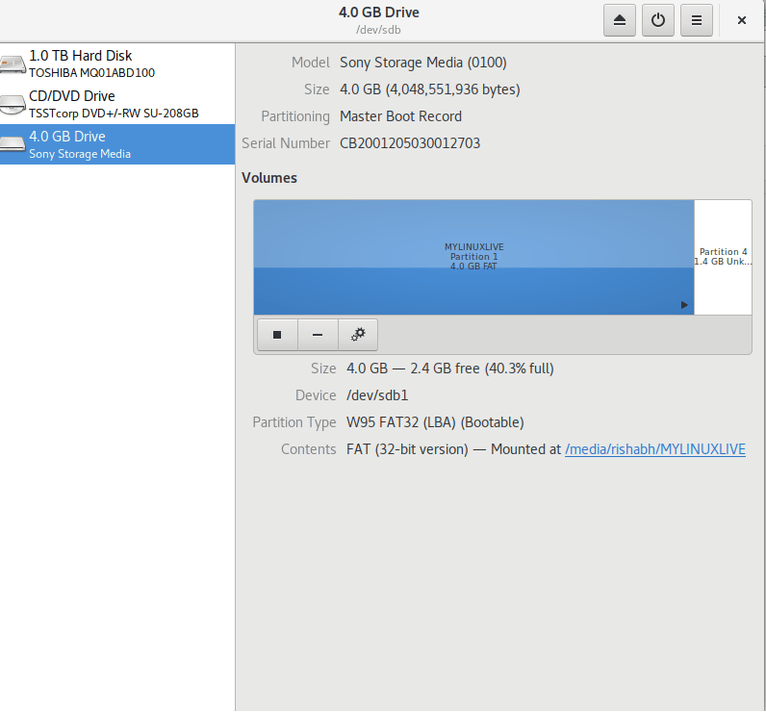 4.0 GB Drive
/dev/sdb
1.0 TB Hard Disk
TOSHIBA MQ01ABD100
CD/DVD Drive
TSSTcorp DVD+/-RW SU-208GB
4.0 GB Drive
Sony Storage Media
Model Sony Storage Media (0100)
Size 4.0 GB (4,048,551,936 bytes)
Partitioning Master Boot Record
Serial Number CB2001205030012703
Volumes
MYLINUXLIVE
Partition 1
4.0 GB FAT
Partition 4
1.4 GB Unk...
Size 4.0 GB — 2.4 GB free (40.3% full)
Device /dev/sdb1
Partition Type W95 FAT32 (LBA) (Bootable)
Contents FAT (32-bit version) — Mounted at /media/rishabh/MYLINUXLIVE